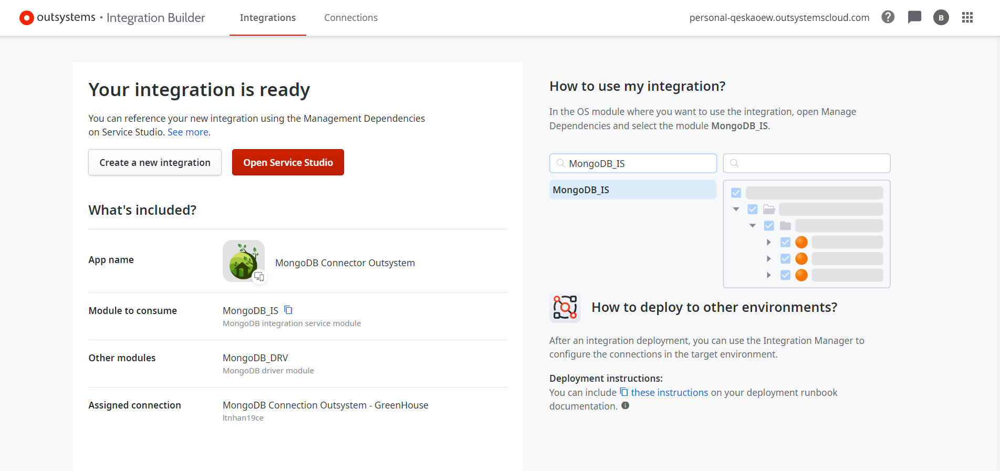 outsystems • Integration Builder
Integrations
Connections
personal-qeskaoew.outsystemscloud.com
?
B
Your integration is ready
You can reference your new integration using the Management Dependencies
on Service Studio. See more.
Create a new integration
Open Service Studio
What's included?
App name
MongoDB Connector Outsystem
Module to consume
MongoDB_IS
MongoDB integration service module
Other modules
MongoDB_DRV
MongoDB driver module
Assigned connection
MongoDB Connection Outsystem - GreenHouse
ltnhan19ce
How to use my integration?
In the OS module where you want to use the integration, open Manage
Dependencies and select the module MongoDB_IS.
MongoDB_IS
MongoDB_IS
How to deploy to other environments?
After an integration deployment, you can use the Integration Manager to
configure the connections in the target environment.
Deployment instructions:
You can include these instructions on your deployment runbook
documentation.